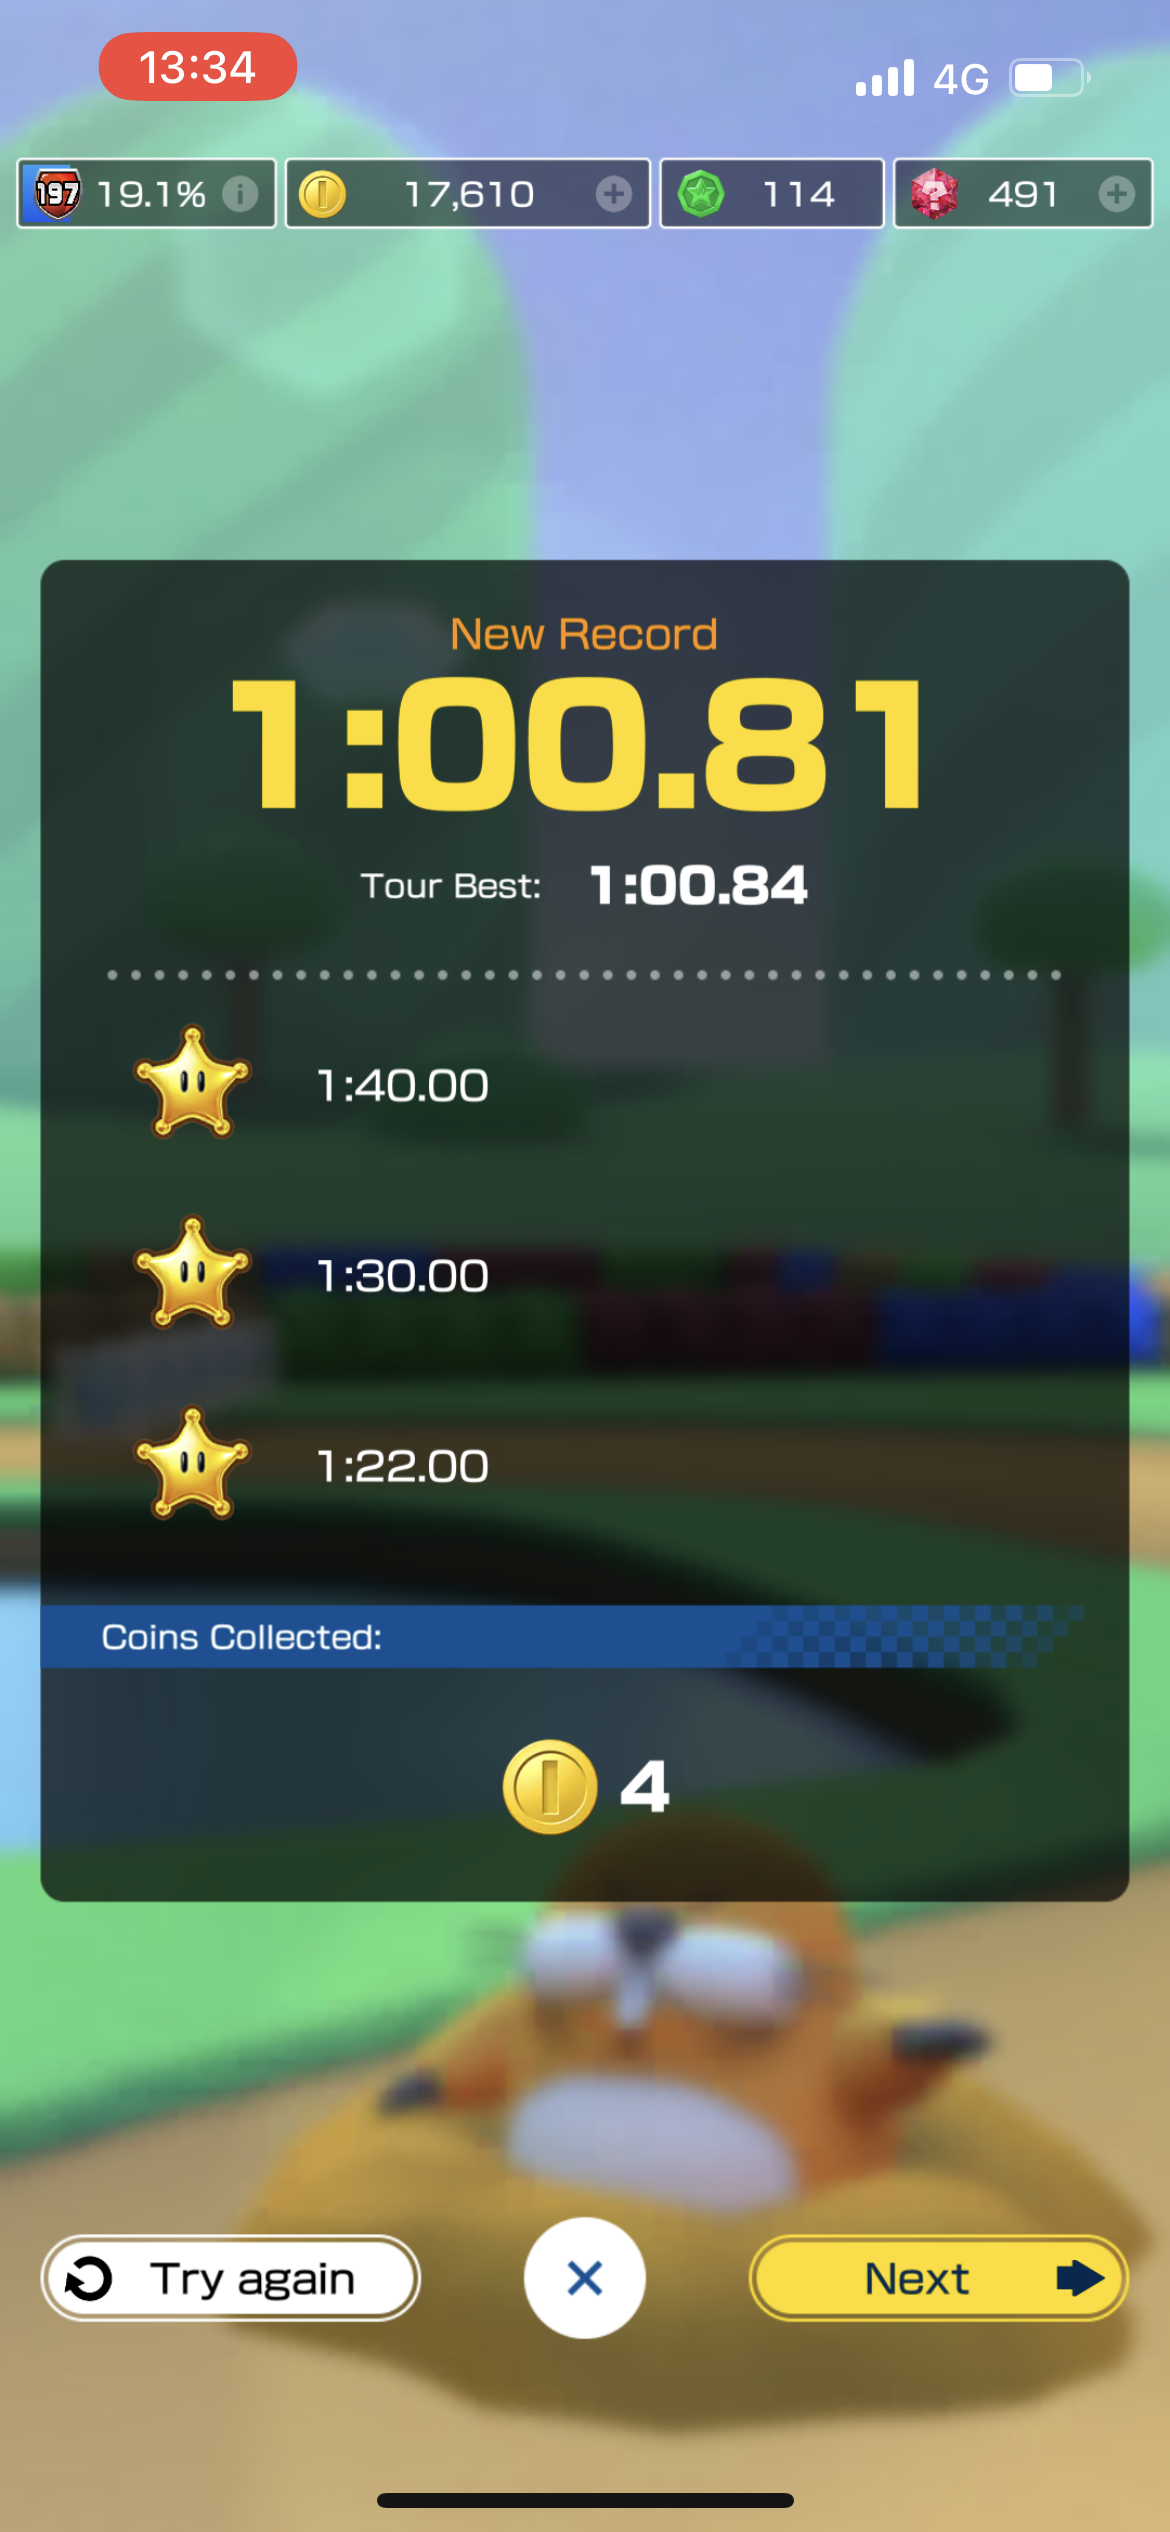 13:34
4G
197 19.1% i 17,610 114 ? 491
New Record
1:00.81
Tour Best: 1:00.84
1:40.00
1:30.00
1:22.00
Coins Collected:
4
Try again
Next